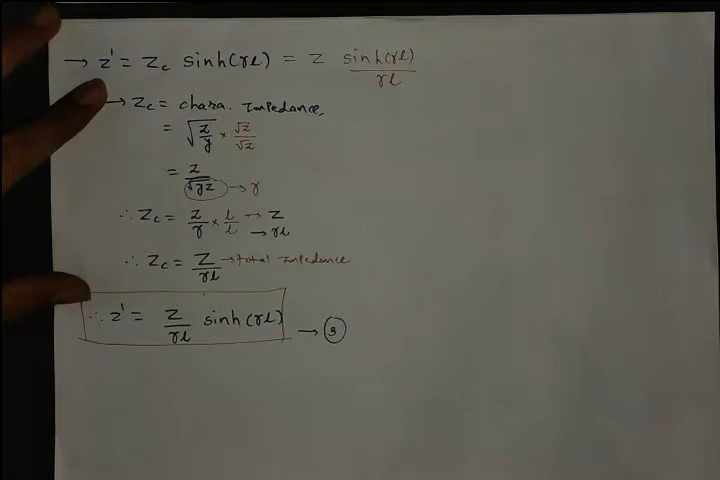 → z' = Zc sinh(γl) = Z sinh(γl)/γl
→ Zc = chara. Impedance,
= √(z/y) × √z/√z
= z/√yz → γ
∴ Zc = z/γ × l/l → Z → γl
∴ Zc = Z/γl → total impedance
∴ z' = Z/γl sinh(γl) → 3